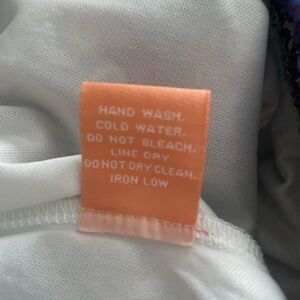 HAND WASH.
COLD WATER.
DO NOT BLEACH.
LINE DRY
DO NOT DRY CLEAN.
IRON LOW